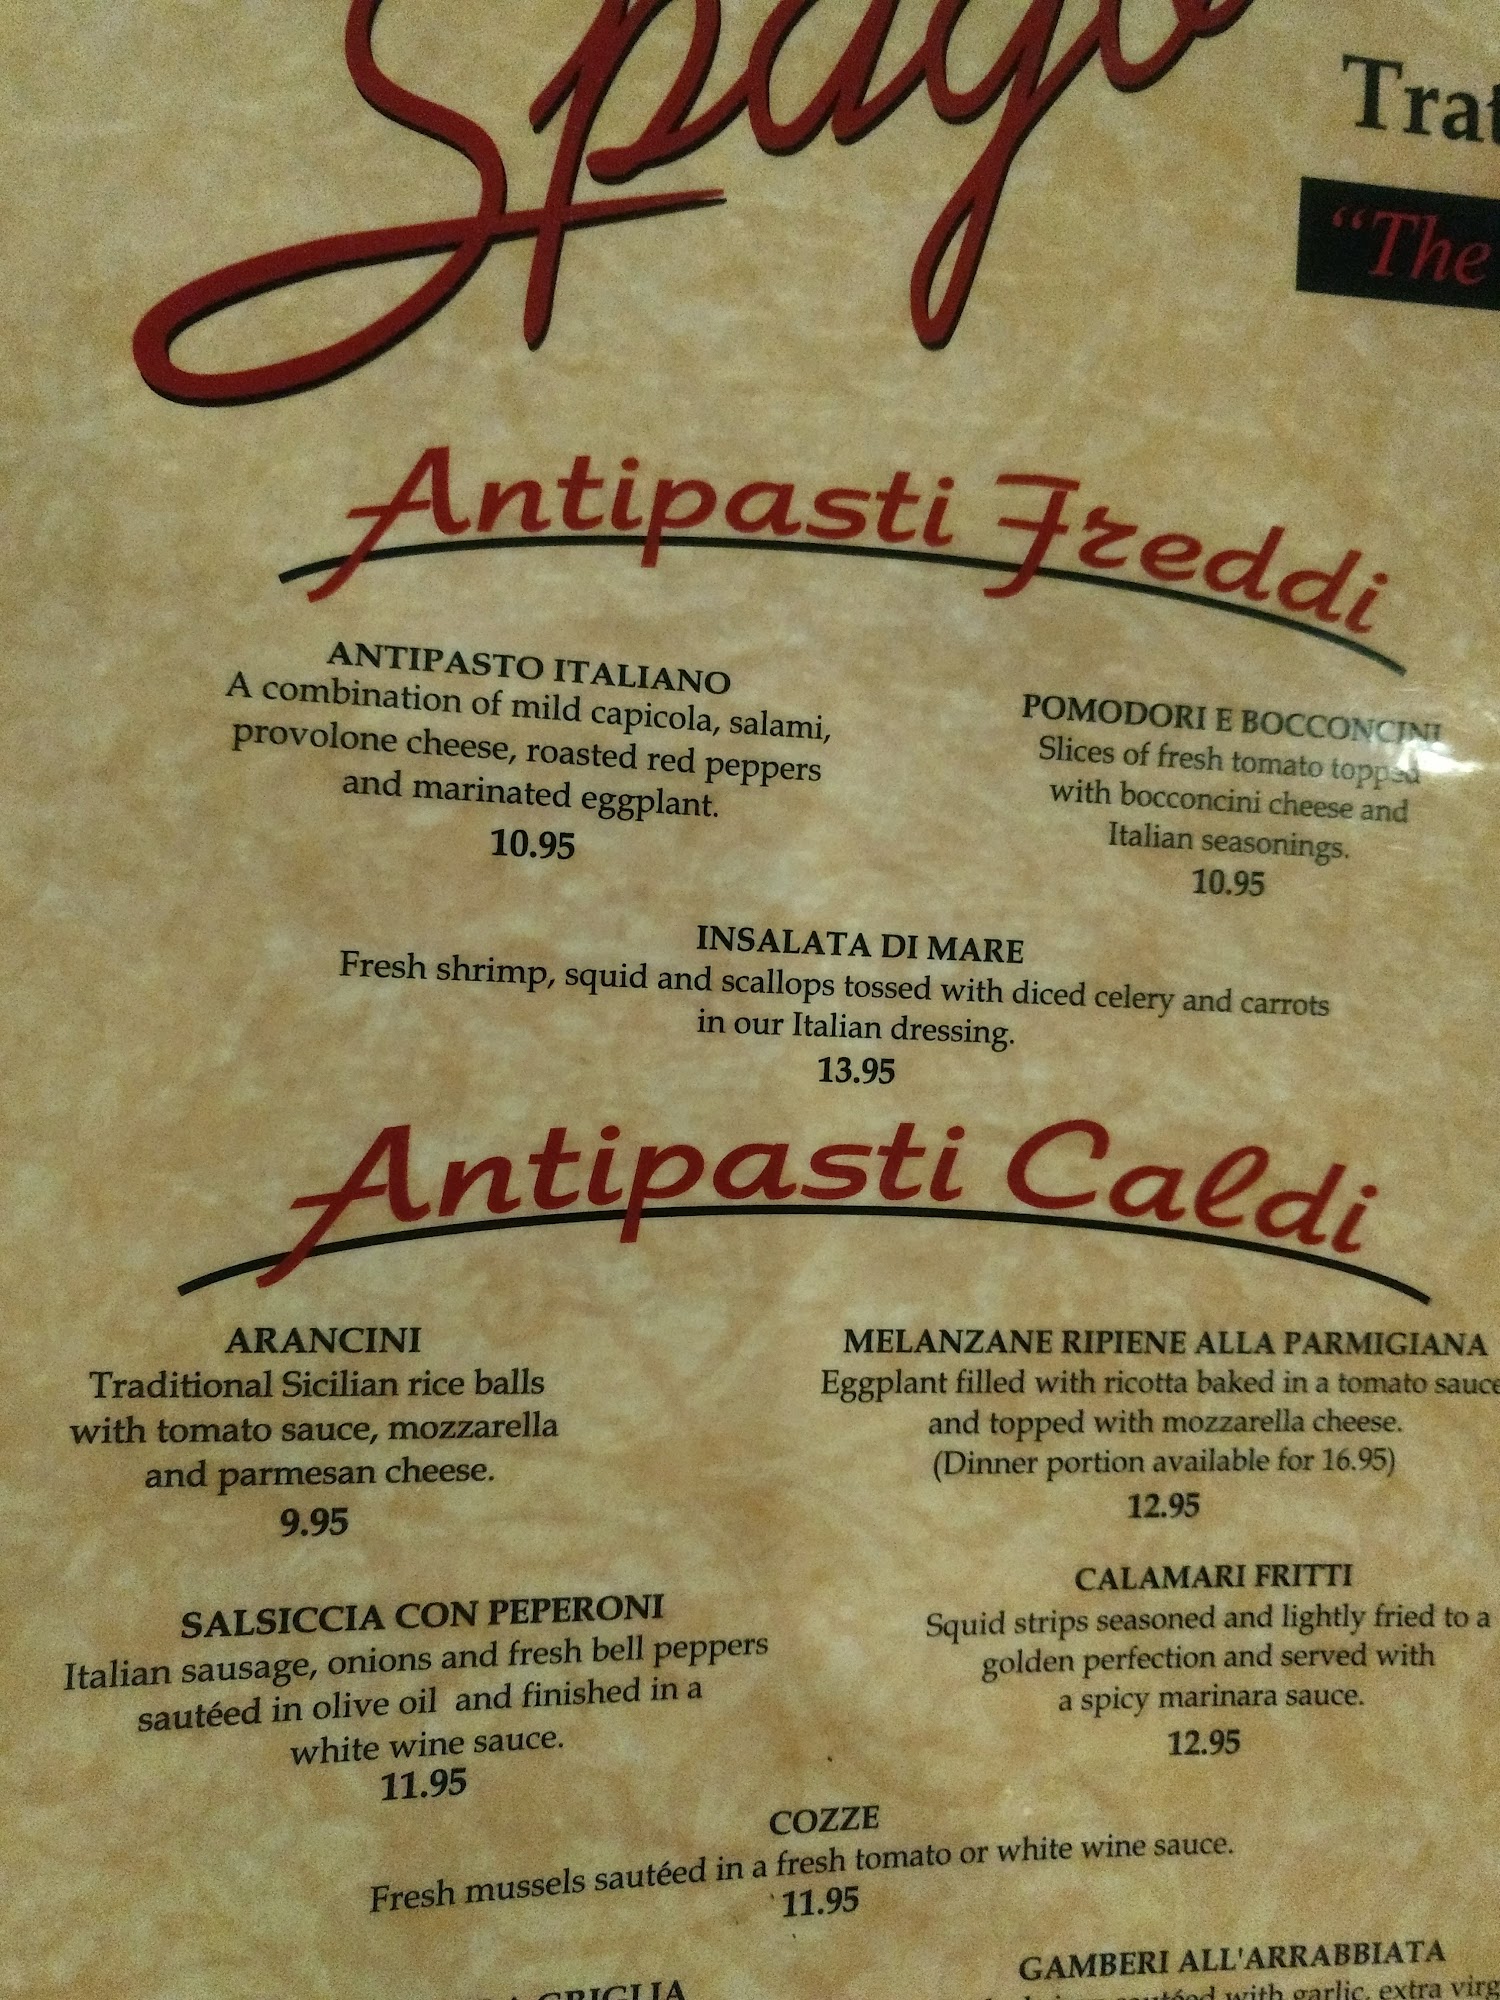 Spago
Trat
"The
Antipasti Freddi
ANTIPASTO ITALIANO
A combination of mild capicola, salami,
provolone cheese, roasted red peppers
and marinated eggplant.
10.95
POMODORI E BOCCONCINI
Slices of fresh tomato topped
with bocconcini cheese and
Italian seasonings.
10.95
INSALATA DI MARE
Fresh shrimp, squid and scallops tossed with diced celery and carrots
in our Italian dressing.
13.95
Antipasti Caldi
ARANCINI
Traditional Sicilian rice balls
with tomato sauce, mozzarella
and parmesan cheese.
9.95
MELANZANE RIPIENE ALLA PARMIGIANA
Eggplant filled with ricotta baked in a tomato sauce
and topped with mozzarella cheese.
(Dinner portion available for 16.95)
12.95
SALSICCIA CON PEPERONI
Italian sausage, onions and fresh bell peppers
sautéed in olive oil  and finished in a
white wine sauce.
11.95
CALAMARI FRITTI
Squid strips seasoned and lightly fried to a
golden perfection and served with
a spicy marinara sauce.
12.95
COZZE
Fresh mussels sautéed in a fresh tomato or white wine sauce.
11.95
GRIGLIA
GAMBERI ALL'ARRABBIATA
with garlic, extra virg